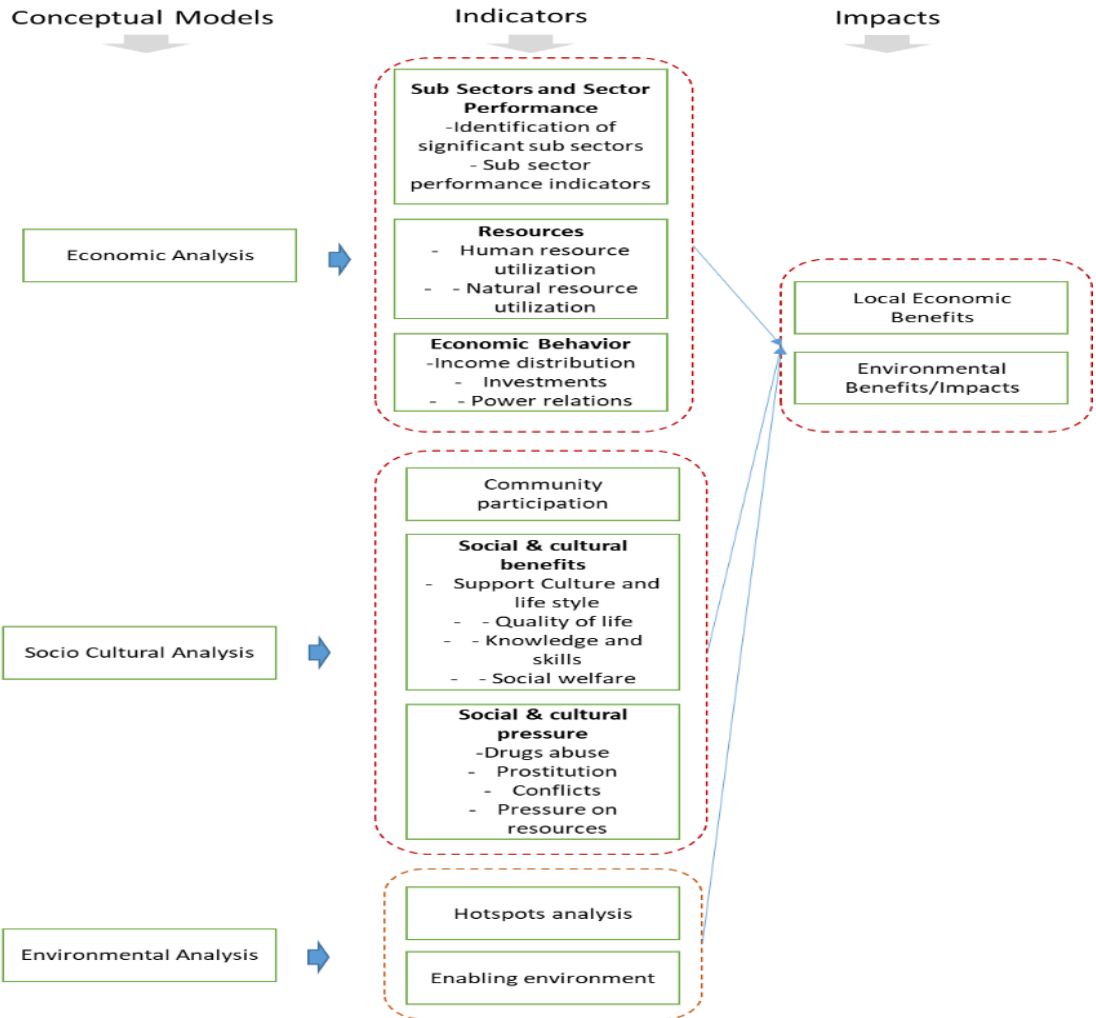 Conceptual Models
Indicators
Impacts
Economic Analysis
Sub Sectors and Sector
Performance
-Identification of
significant sub sectors
- Sub sector
performance indicators
Resources
- Human resource
utilization
- - Natural resource
utilization
Economic Behavior
-Income distribution
- Investments
- - Power relations
Local Economic
Benefits
Environmental
Benefits/Impacts
Socio Cultural Analysis
Community
participation
Social & cultural
benefits
- Support Culture and
life style
- - Quality of life
- - Knowledge and
skills
- - Social welfare
Social & cultural
pressure
-Drugs abuse
- Prostitution
- Conflicts
- Pressure on
resources
Environmental Analysis
Hotspots analysis
Enabling environment